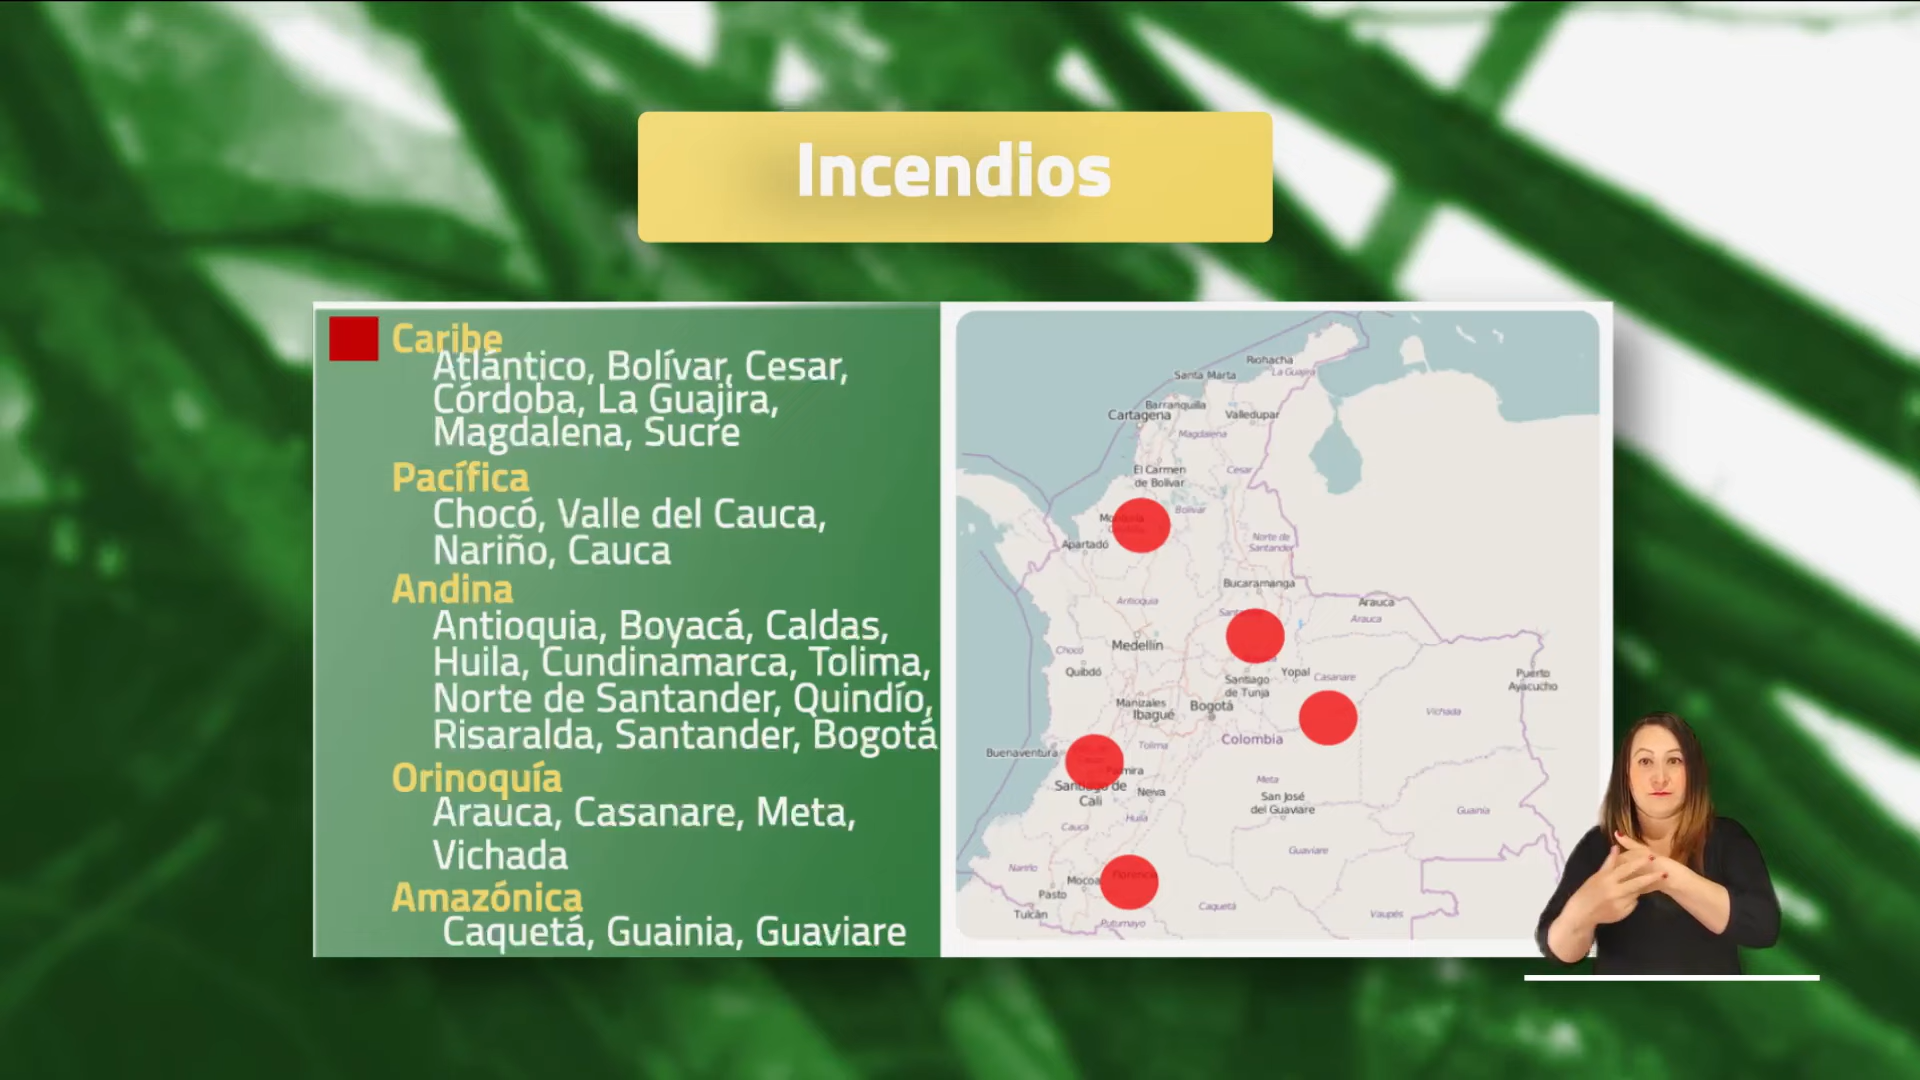 Incendios
Caribe
Atlántico, Bolívar, Cesar,
Córdoba, La Guajira,
Magdalena, Sucre
Pacífica
Chocó, Valle del Cauca,
Nariño, Cauca
Andina
Antioquia, Boyacá, Caldas,
Huila, Cundinamarca, Tolima,
Norte de Santander, Quindío,
Risaralda, Santander, Bogotá
Orinoquía
Arauca, Casanare, Meta,
Vichada
Amazónica
Caquetá, Guainia, Guaviare
Riohacha
La Guajira
Santa Marta
Barranquilla
Cartagena
Valledupar
Magdalena
El Carmen
de Bolívar
Cesar
Bolívar
Apartadó
Norte de
Santander
Bucaramanga
Antioquia
Arauca
Arauca
Medellín
Chocó
Quibdó
Santiago
de Tunja
Yopal
Casanare
Puerto
Ayacucho
Manizales
Ibagué
Bogotá
Vichada
Colombia
Buenaventura
Tolima
Santiago de
Cali
Neiva
Meta
San José
del Guaviare
Guainía
Huila
Cauca
Guaviare
Nariño
Mocoa
Florencia
Pasto
Tulcán
Putumayo
Caquetá
Vaupés